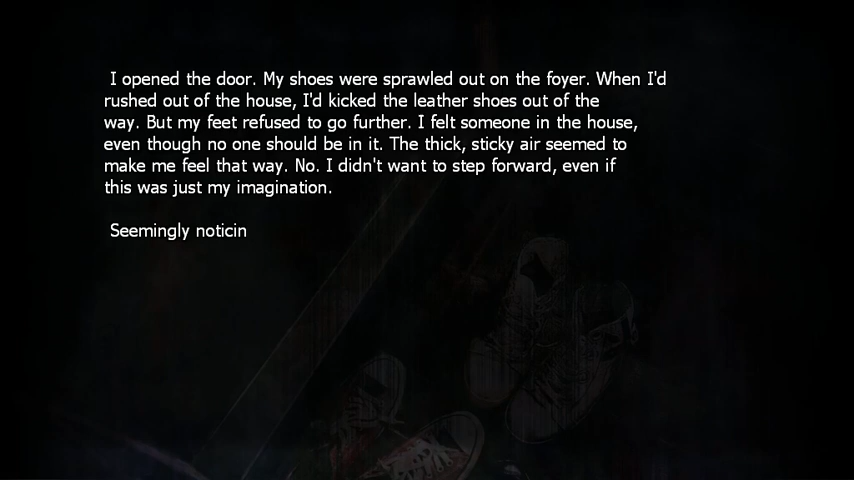 I opened the door. My shoes were sprawled out on the foyer. When I'd
rushed out of the house, I'd kicked the leather shoes out of the
way. But my feet refused to go further. I felt someone in the house,
even though no one should be in it. The thick, sticky air seemed to
make me feel that way. No. I didn't want to step forward, even if
this was just my imagination.
Seemingly noticin